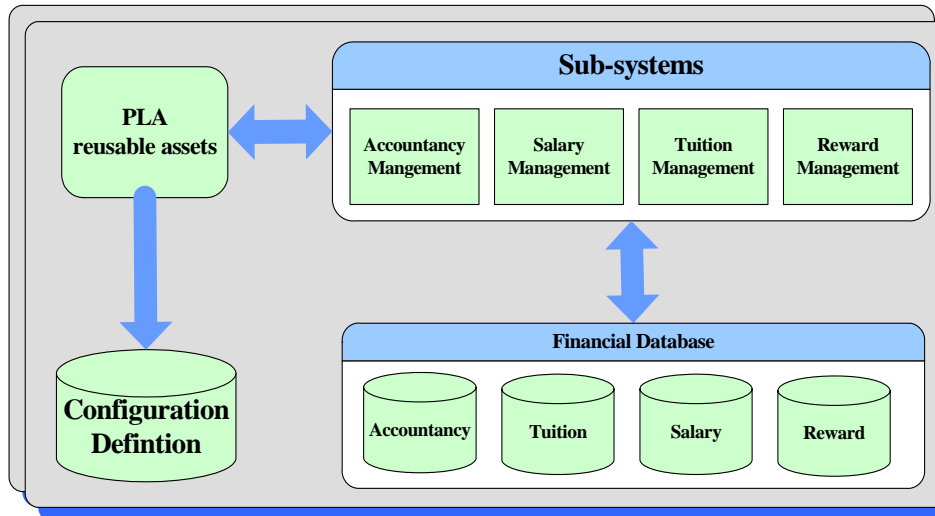 Sub-systems
PLA
reusable assets
Accountancy
Mangement
Salary
Management
Tuition
Management
Reward
Management
Financial Database
Configuration
Defintion
Accountancy
Tuition
Salary
Reward